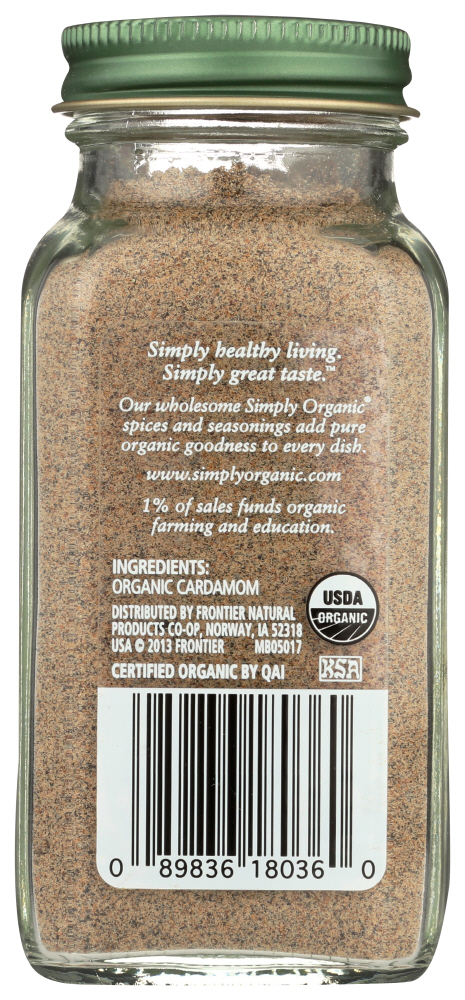 Simply healthy living.
Simply great taste.™
Our wholesome Simply Organic®
spices and seasonings add pure
organic goodness to every dish.
www.simplyorganic.com
1% of sales funds organic
farming and education.
INGREDIENTS:
ORGANIC CARDAMOM
DISTRIBUTED BY FRONTIER NATURAL
PRODUCTS CO-OP, NORWAY, IA 52318
USA © 2013 FRONTIER MB05017
CERTIFIED ORGANIC BY QAI
USDA
ORGANIC
KSA
0 89836 18036 0